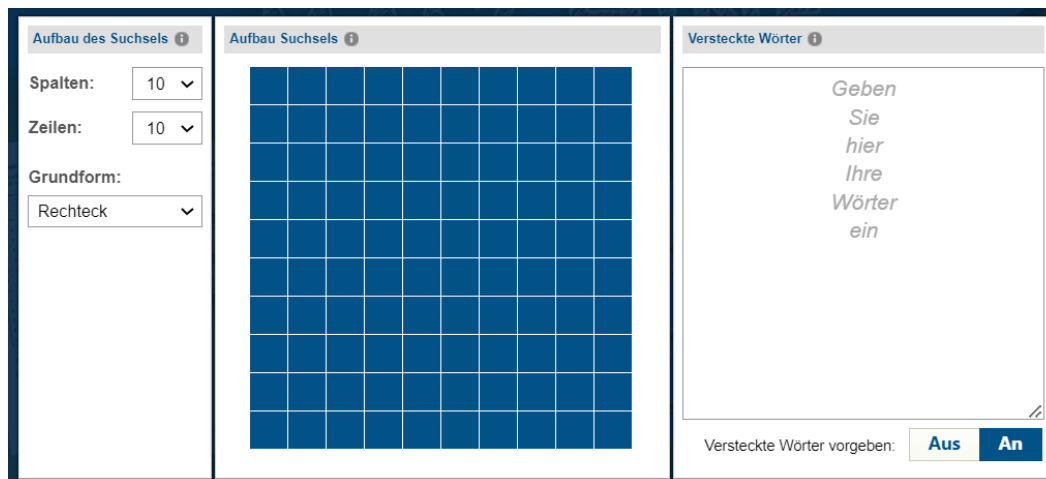 Aufbau des Suchsels
Spalten: 10
Zeilen: 10
Grundform:
Rechteck
Aufbau Suchsels
Versteckte Wörter
Geben
Sie
hier
Ihre
Wörter
ein
Versteckte Wörter vorgeben: Aus An